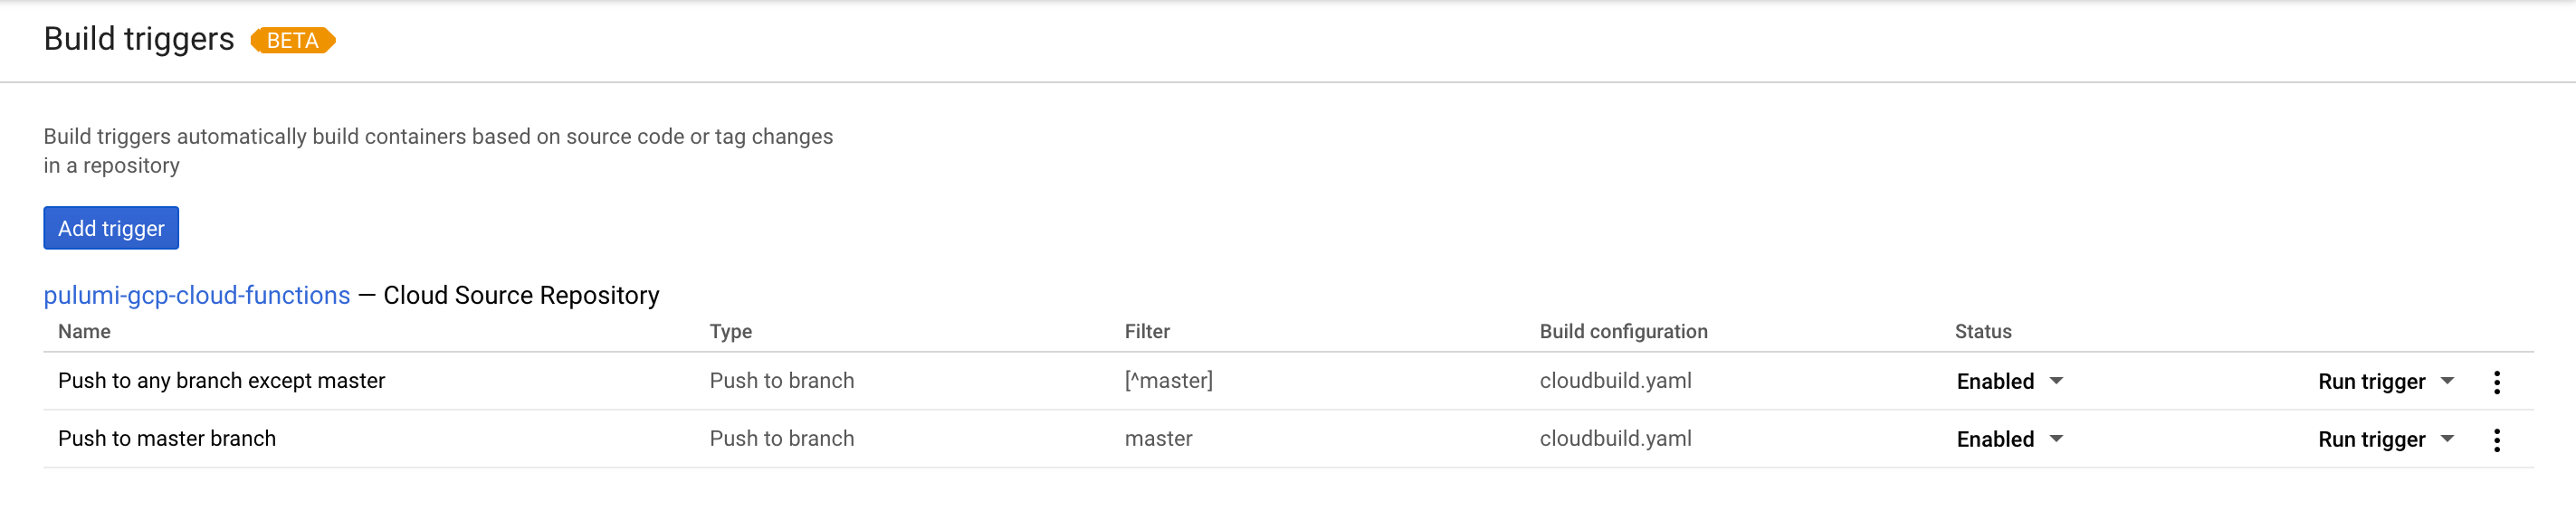 Build triggers BETA
Build triggers automatically build containers based on source code or tag changes
in a repository
Add trigger
pulumi-gcp-cloud-functions — Cloud Source Repository
Name Type Filter Build configuration Status
Push to any branch except master Push to branch [^master] cloudbuild.yaml Enabled Run trigger
Push to master branch Push to branch master cloudbuild.yaml Enabled Run trigger